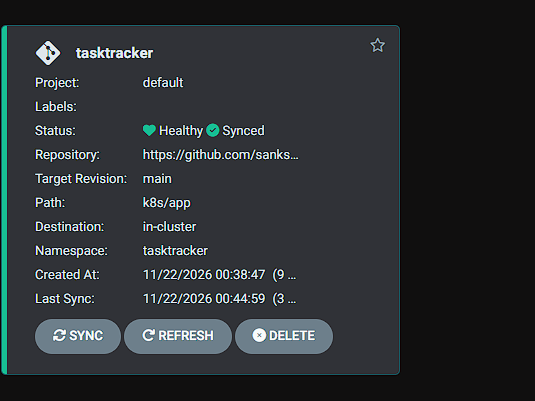 tasktracker
Project: default
Labels:
Status: Healthy Synced
Repository: https://github.com/sanks…
Target Revision: main
Path: k8s/app
Destination: in-cluster
Namespace: tasktracker
Created At: 11/22/2026 00:38:47 (9 …
Last Sync: 11/22/2026 00:44:59 (3 …
SYNC REFRESH DELETE